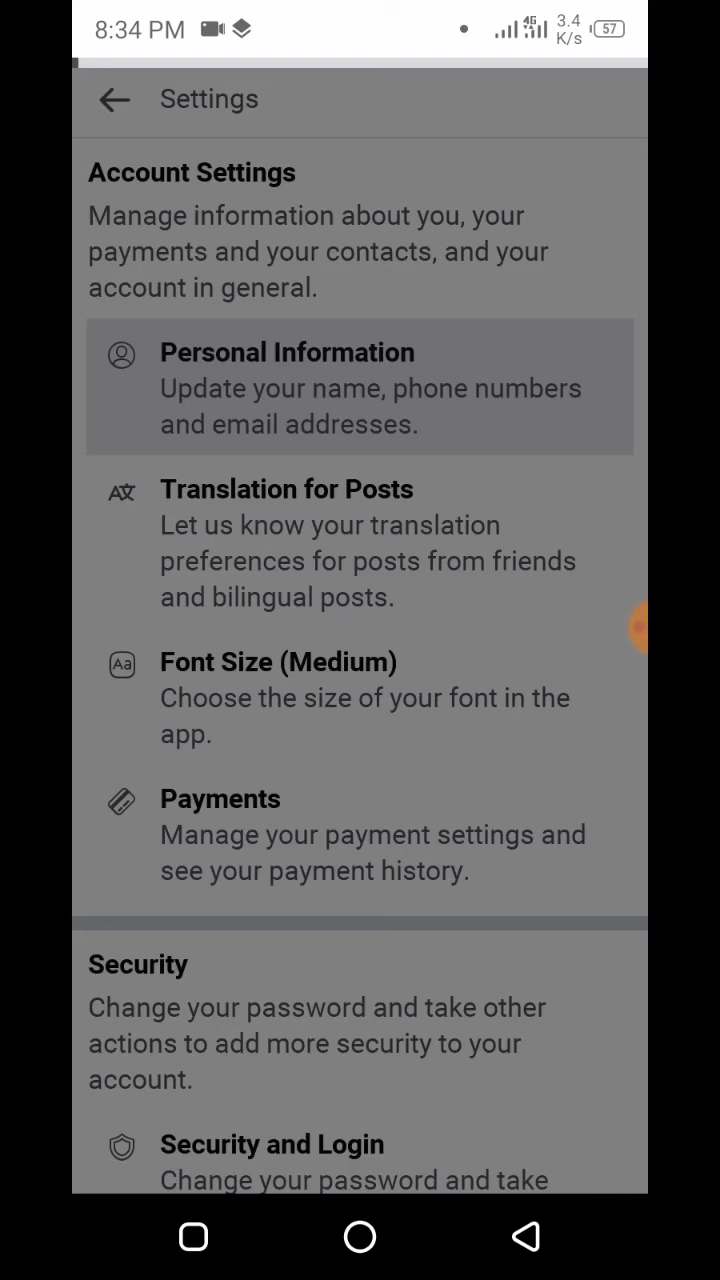 8:34 PM 4G 3.4 K/s 57
Settings
Account Settings
Manage information about you, your
payments and your contacts, and your
account in general.
Personal Information
Update your name, phone numbers
and email addresses.
Translation for Posts
Let us know your translation
preferences for posts from friends
and bilingual posts.
Aa Font Size (Medium)
Choose the size of your font in the
app.
Payments
Manage your payment settings and
see your payment history.
Security
Change your password and take other
actions to add more security to your
account.
Security and Login
Change your password and take